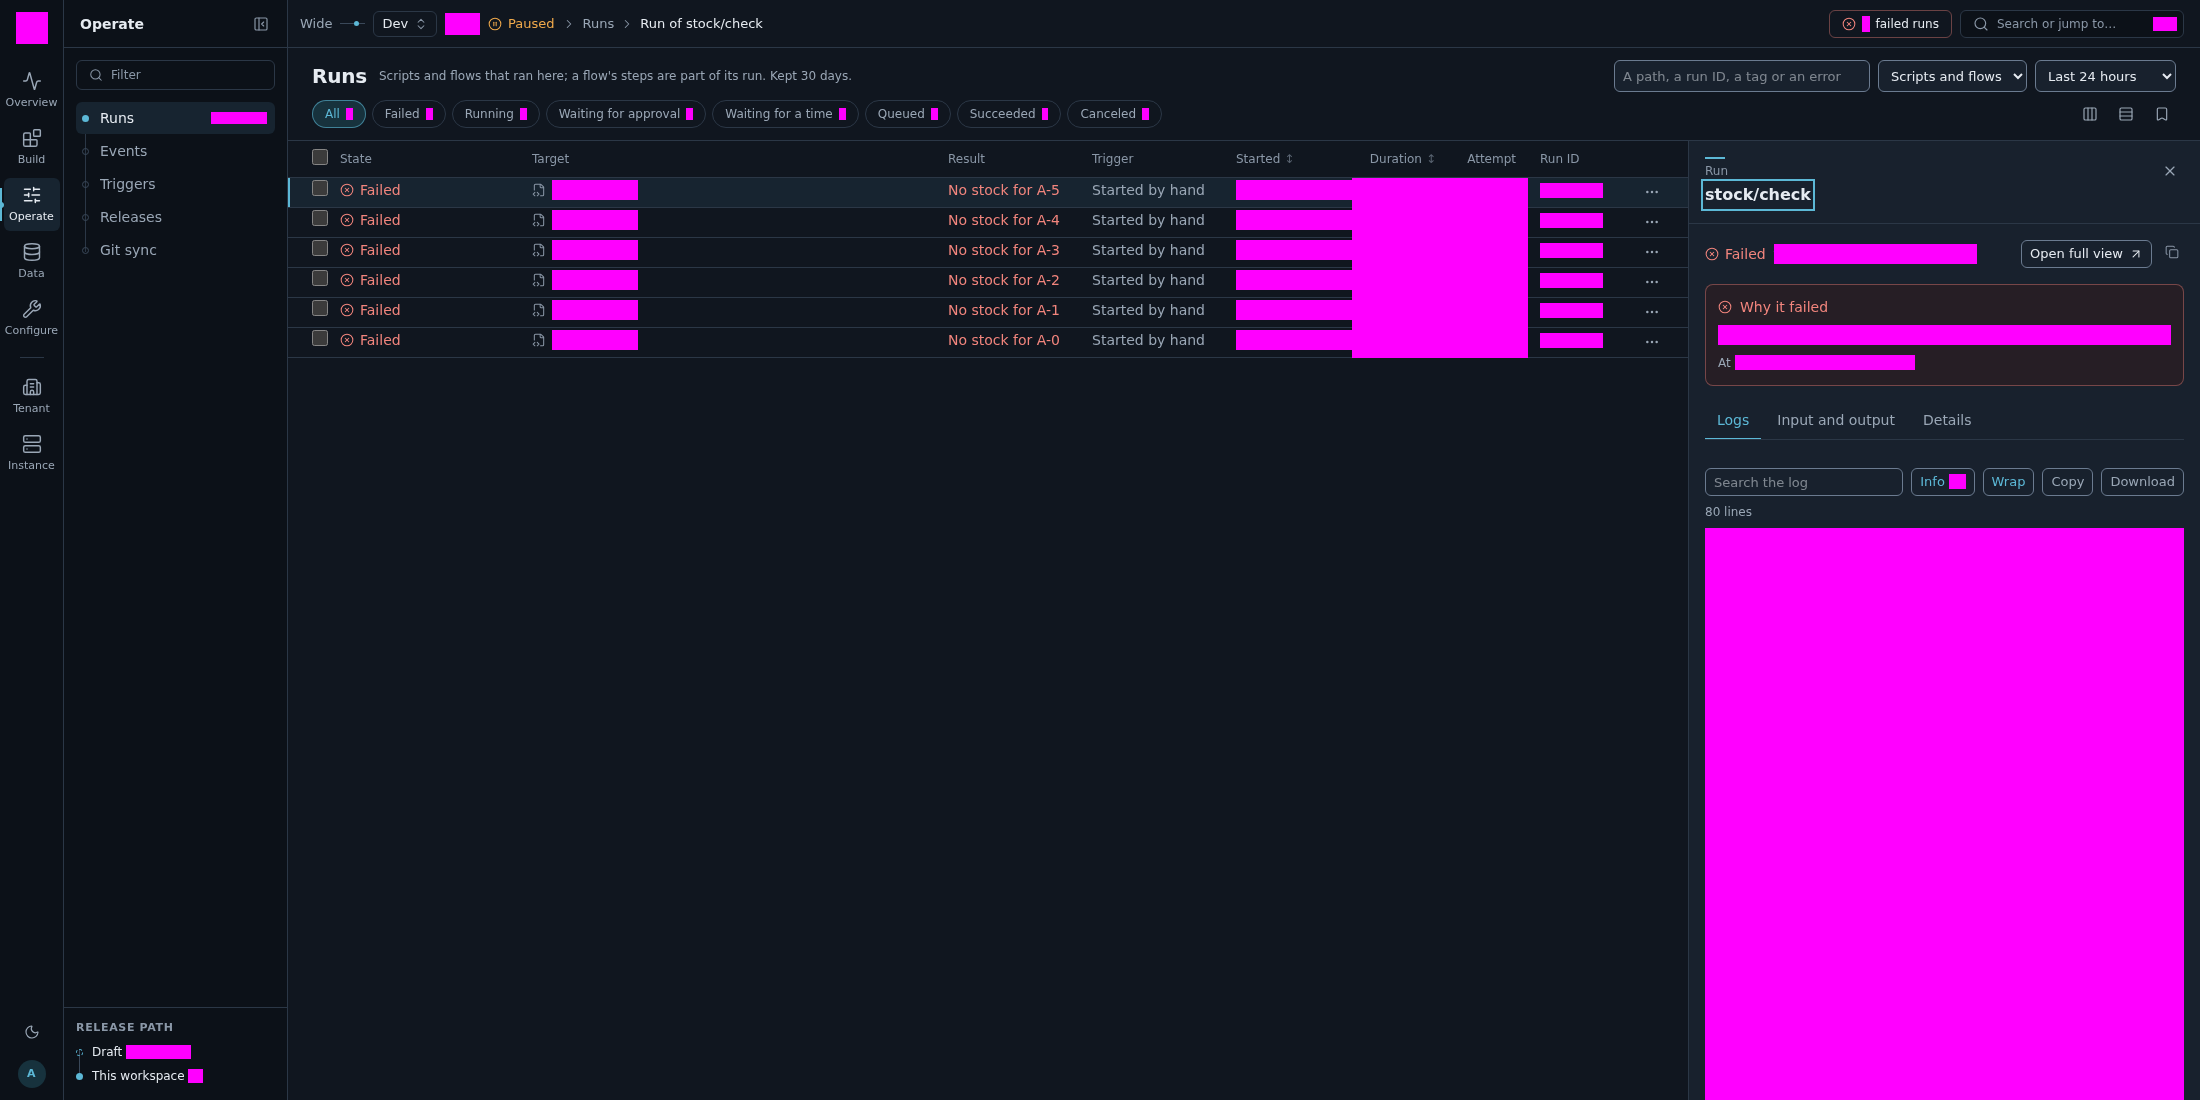 Operate
Wide
Dev
Paused
Runs
Run of stock/check
failed runs
Search or jump to...
Overview
Build
Operate
Data
Configure
Tenant
Instance
A
Filter
Runs
Events
Triggers
Releases
Git sync
RELEASE PATH
Draft
This workspace
Runs Scripts and flows that ran here; a flow's steps are part of its run. Kept 30 days.
A path, a run ID, a tag or an error
Scripts and flows
Last 24 hours
All
Failed
Running
Waiting for approval
Waiting for a time
Queued
Succeeded
Canceled
State Target Result Trigger Started Duration Attempt Run ID
Failed No stock for A-5 Started by hand
Failed No stock for A-4 Started by hand
Failed No stock for A-3 Started by hand
Failed No stock for A-2 Started by hand
Failed No stock for A-1 Started by hand
Failed No stock for A-0 Started by hand
Run
stock/check
Failed
Open full view
Why it failed
At
Logs
Input and output
Details
Search the log
Info
Wrap
Copy
Download
80 lines